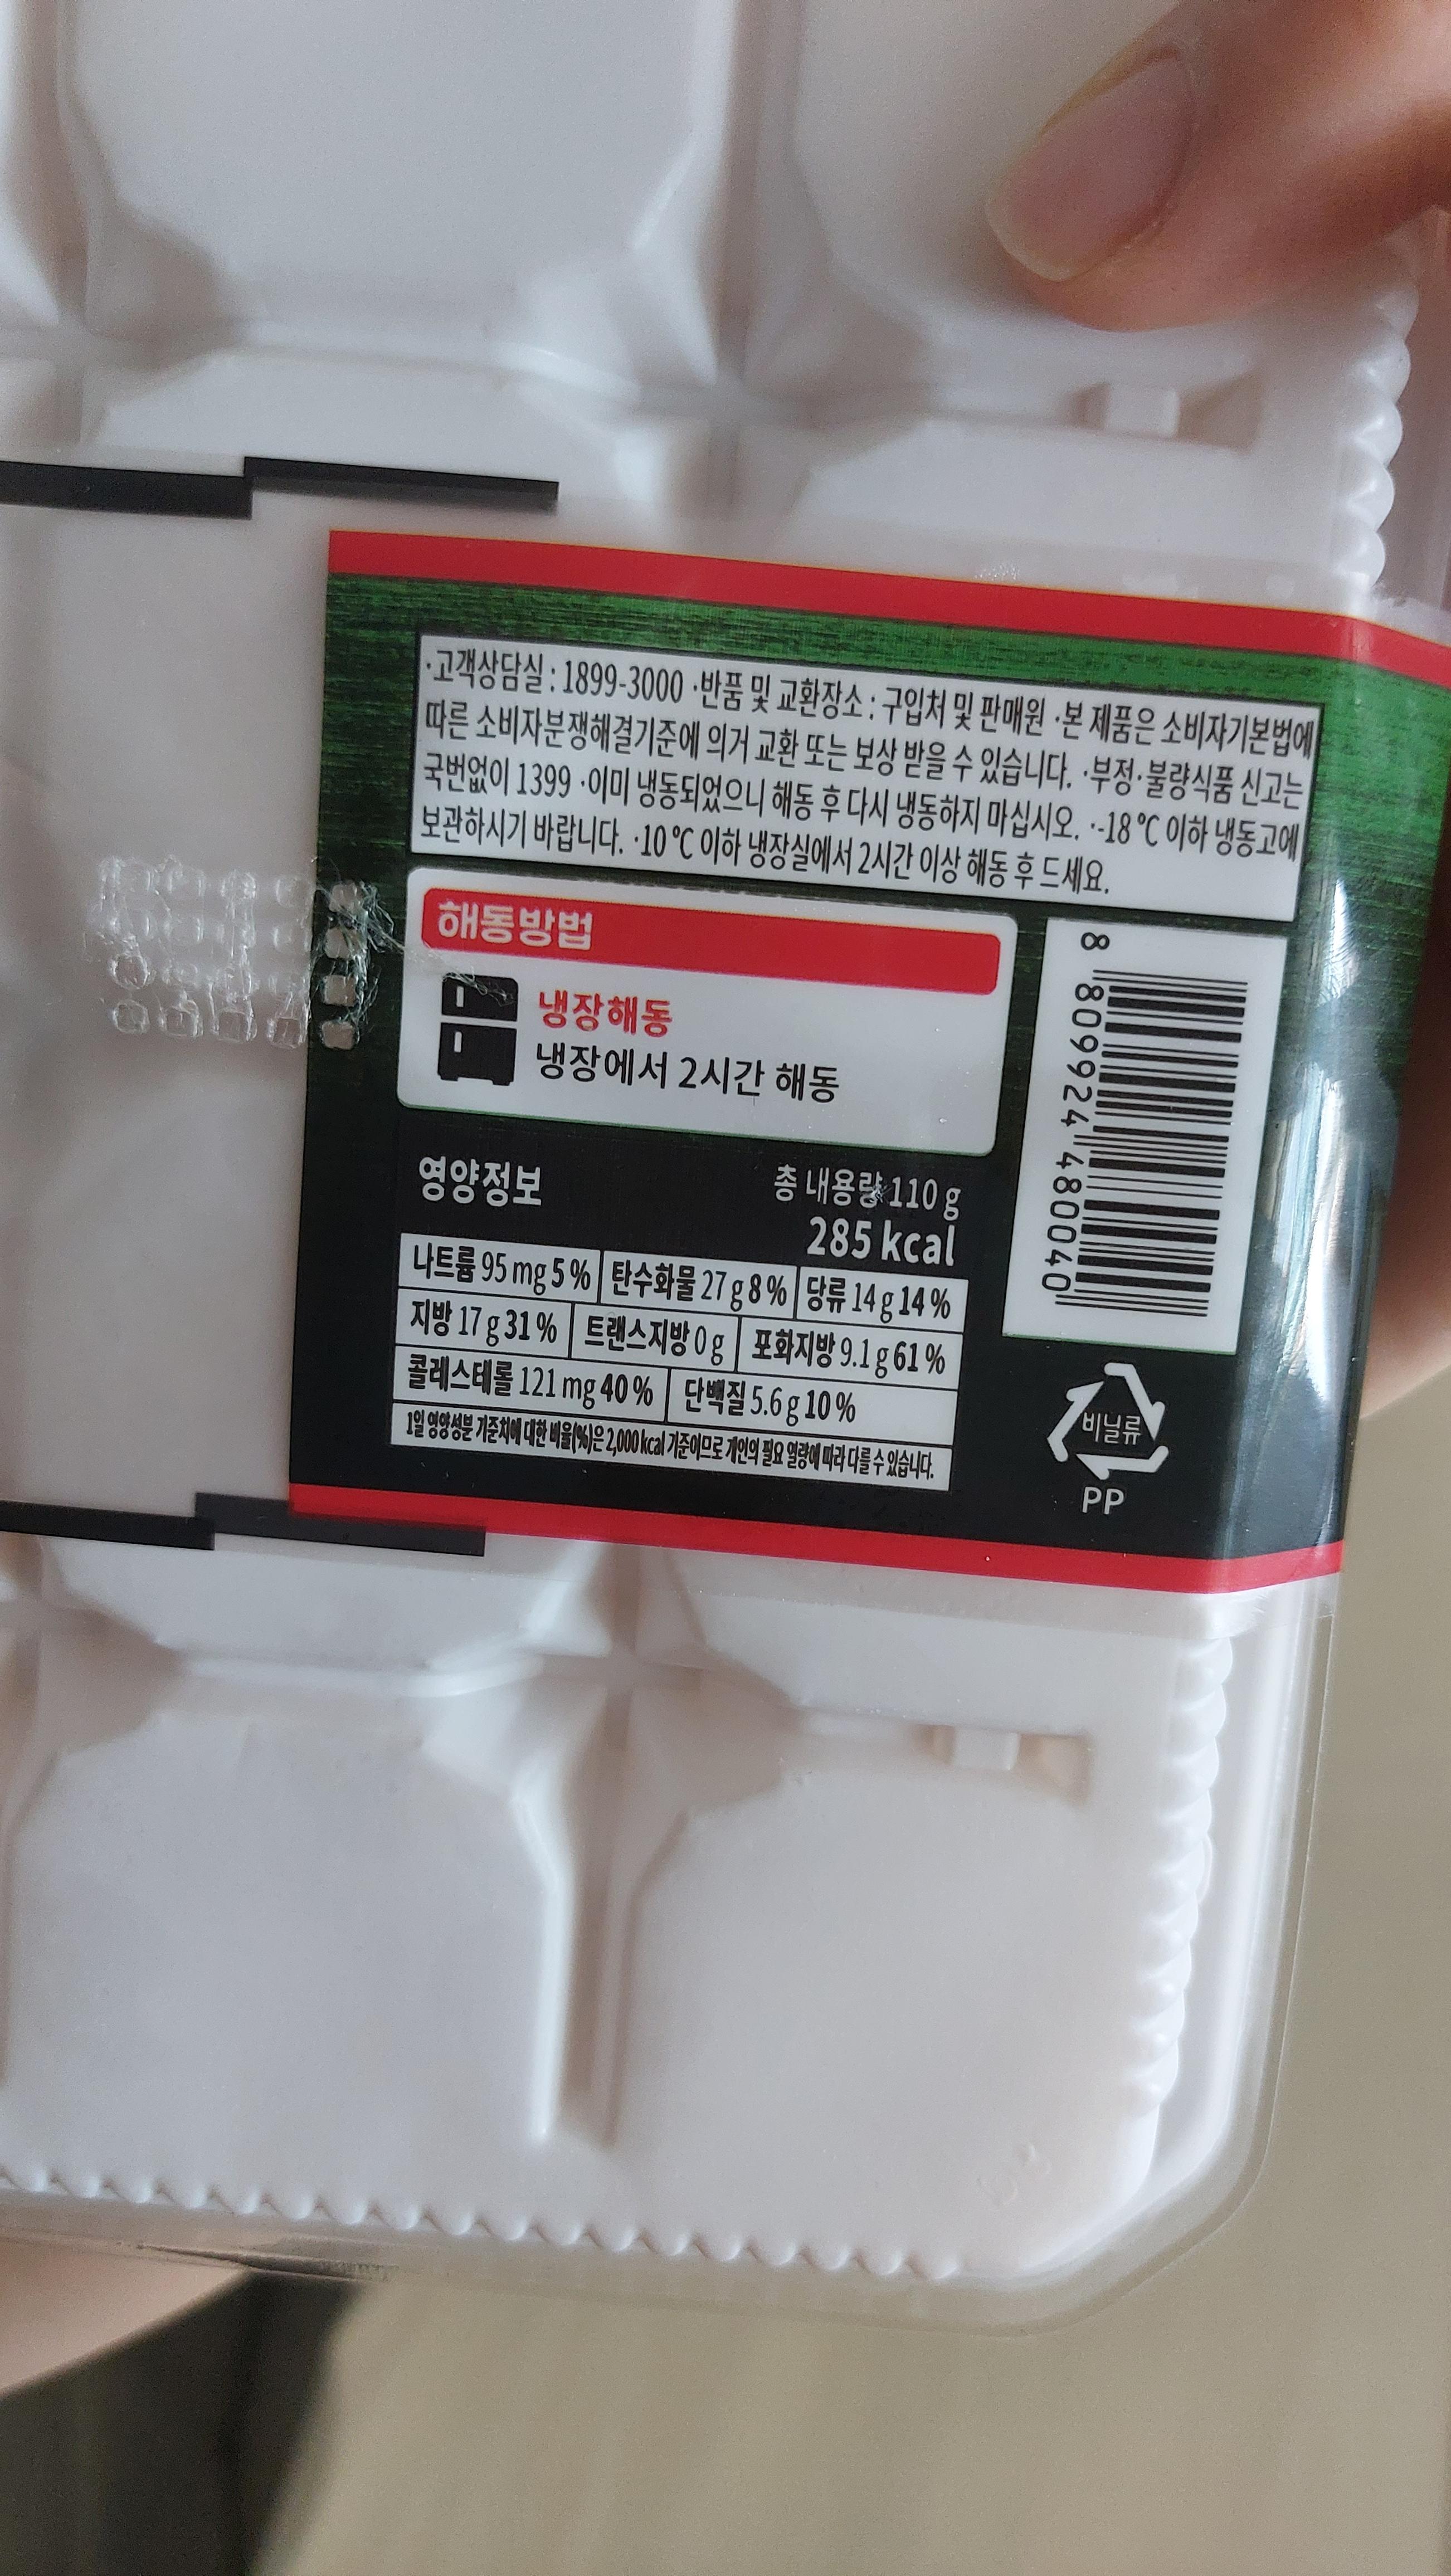 ·고객상담실 : 1899-3000 ·반품 및 교환장소 : 구입처 및 판매원 ·본 제품은 소비자기본법에
따른 소비자분쟁해결기준에 의거 교환 또는 보상 받을 수 있습니다. ·부정·불량식품 신고는
국번없이 1399 ·이미 냉동되었으니 해동 후 다시 냉동하지 마십시오. ·-18 ℃ 이하 냉동고에
보관하시기 바랍니다. ·10 ℃ 이하 냉장실에서 2시간 이상 해동 후 드세요.
해동방법
냉장해동
냉장에서 2시간 해동
8 809924 480040
영양정보
총 내용량 110 g
285 kcal
나트륨 95 mg 5 % 탄수화물 27 g 8 % 당류 14 g 14 %
지방 17 g 31 % 트랜스지방 0 g 포화지방 9.1 g 61 %
콜레스테롤 121 mg 40 % 단백질 5.6 g 10 %
1일 영양성분 기준치에 대한 비율(%)은 2,000 kcal 기준이므로 개인의 필요 열량에 따라 다를 수 있습니다.
비닐류
PP